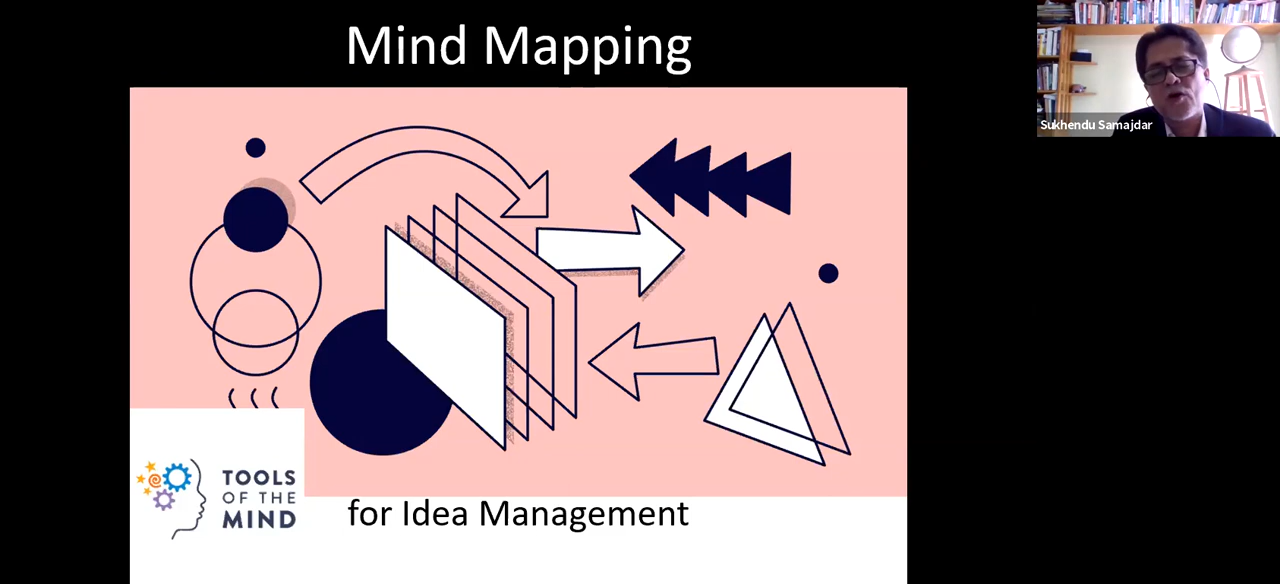 Mind Mapping
Sukhendu Samajdar
TOOLS
OF THE
MIND
for Idea Management